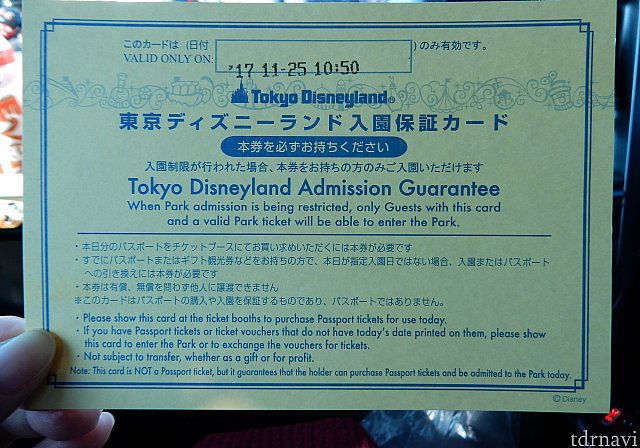 このカードは（日付
）のみ有効です。
VALID ONLY ON:
'17 11-25 10:50
Tokyo Disneyland®
東京ディズニーランド入園保証カード
本券を必ずお持ちください
入園制限が行われた場合、本券をお持ちの方のみご入園いただけます
Tokyo Disneyland Admission Guarantee
When Park admission is being restricted, only Guests with this card
and a valid Park ticket will be able to enter the Park.
・本日分のパスポートをチケットブースにてお買い求めいただくには本券が必要です
・すでにパスポートまたはギフト観光券などをお持ちの方で、本日が指定入園日ではない場合、入園またはパスポート
への引き換えには本券が必要です
・本券は有償、無償を問わず他人に譲渡できません
※このカードはパスポートの購入や入園を保証するものであり、パスポートではありません。
・Please show this card at the ticket booths to purchase Passport tickets for use today.
・If you have Passport tickets or ticket vouchers that do not have today's date printed on them, please show
this card to enter the Park or to exchange the vouchers for tickets.
・Not subject to transfer, whether as a gift or for profit.
Note: This card is NOT a Passport ticket, but it guarantees that the holder can purchase Passport tickets and be admitted to the Park today.
© Disney
tdrnavi